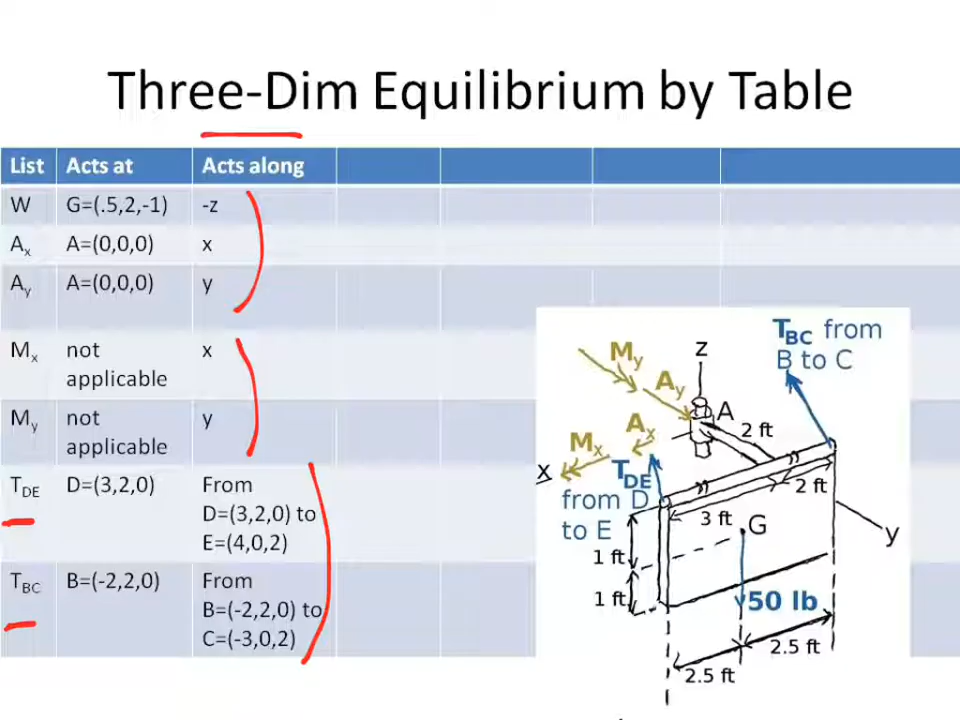 Three-Dim Equilibrium by Table
List Acts at Acts along
W G=(.5,2,-1) -z
Ax A=(0,0,0) x
Ay A=(0,0,0) y
Mx not applicable x
My not applicable y
TDE D=(3,2,0) From D=(3,2,0) to E=(4,0,2)
TBC B=(-2,2,0) From B=(-2,2,0) to C=(-3,0,2)
TBC from
B to C
My
z
Ay
A
2 ft
Ax
Mx
x
TDE
from D
to E
2 ft
3 ft
G
y
1 ft
1 ft
50 lb
2.5 ft
2.5 ft